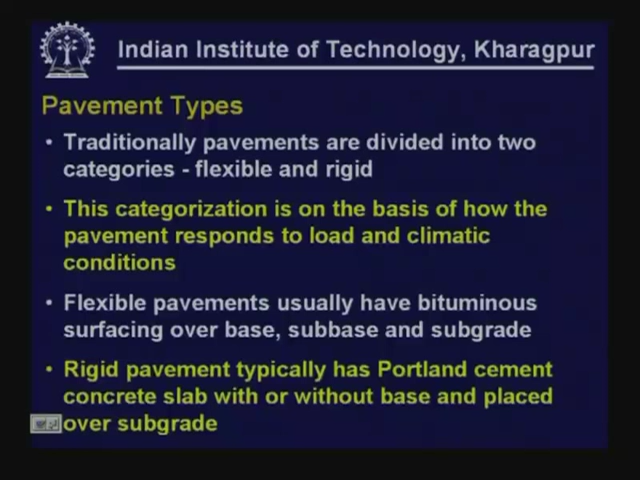 Indian Institute of Technology, Kharagpur
Pavement Types
• Traditionally pavements are divided into two
categories - flexible and rigid
• This categorization is on the basis of how the
pavement responds to load and climatic
conditions
• Flexible pavements usually have bituminous
surfacing over base, subbase and subgrade
• Rigid pavement typically has Portland cement
concrete slab with or without base and placed
over subgrade